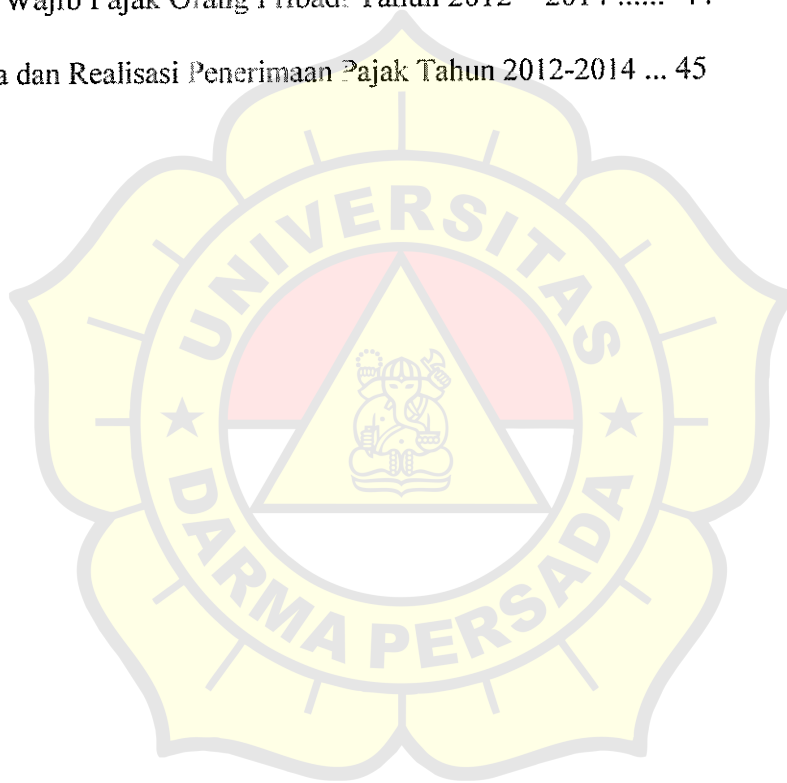 Wajib Pajak Orang Pribadi Tahun 2012 – 2014 ......
a dan Realisasi Penerimaan Pajak Tahun 2012-2014 ... 45
UNIVERSITAS
DARMA PERSADA